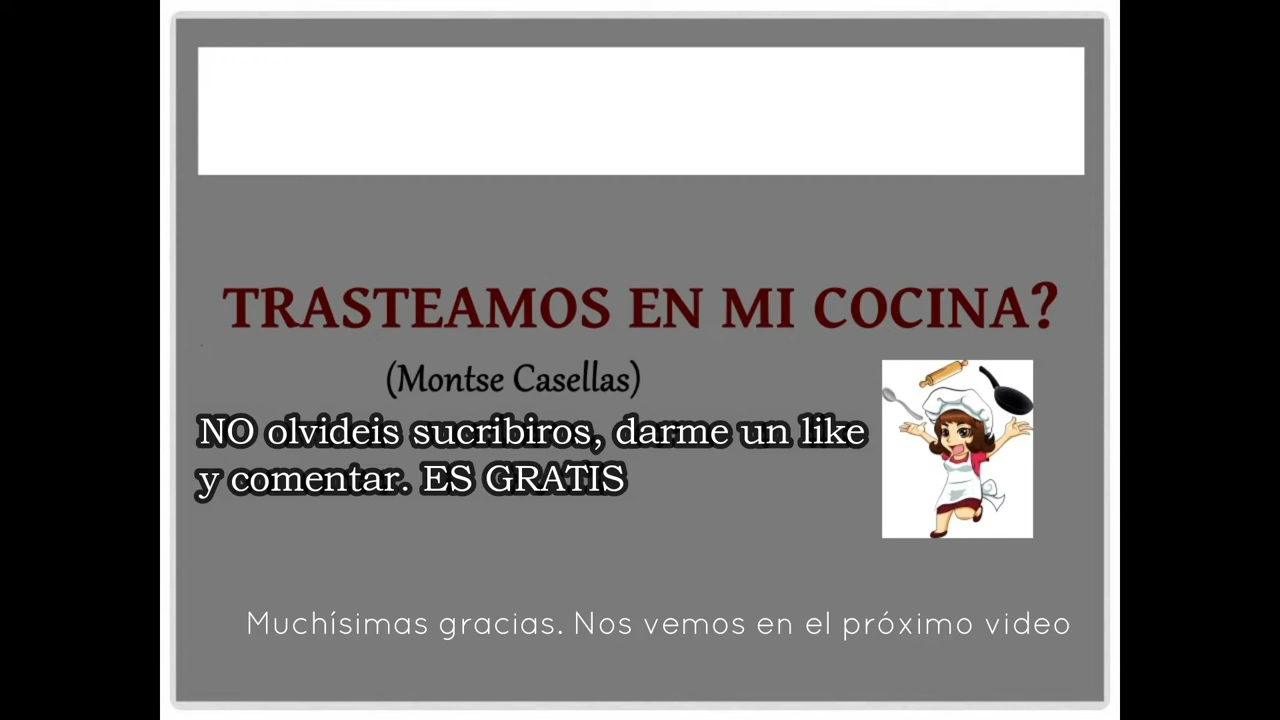 TRASTEAMOS EN MI COCINA?
(Montse Casellas)
NO olvideis sucribiros, darme un like
y comentar. ES GRATIS
Muchísimas gracias. Nos vemos en el próximo video